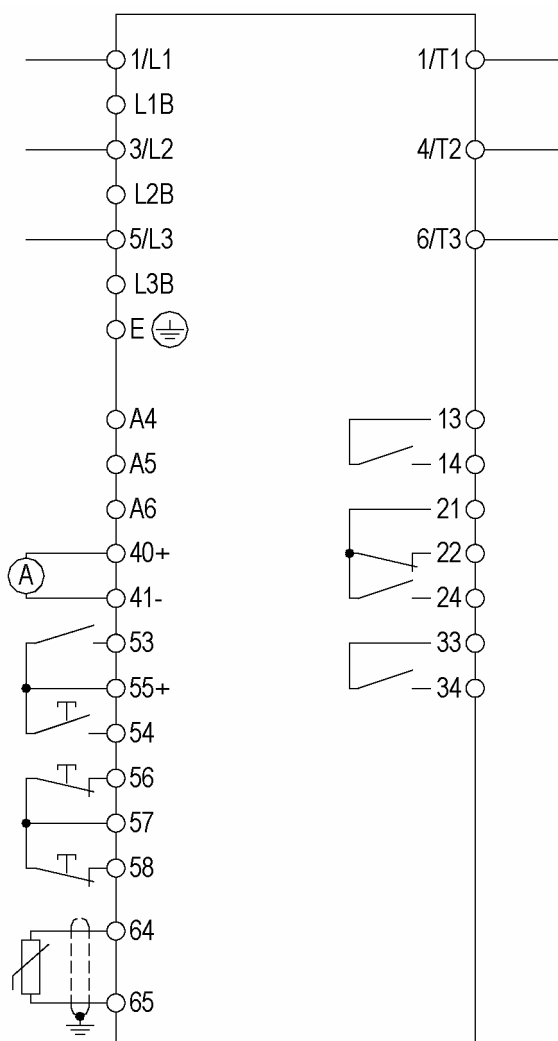 1/L1 1/T1
L1B
3/L2 4/T2
L2B
5/L3 6/T3
L3B
E
A4 13
A5 14
A6 21
40+ 22
A
41- 24
53 33
55+ 34
54
56
57
58
64
65